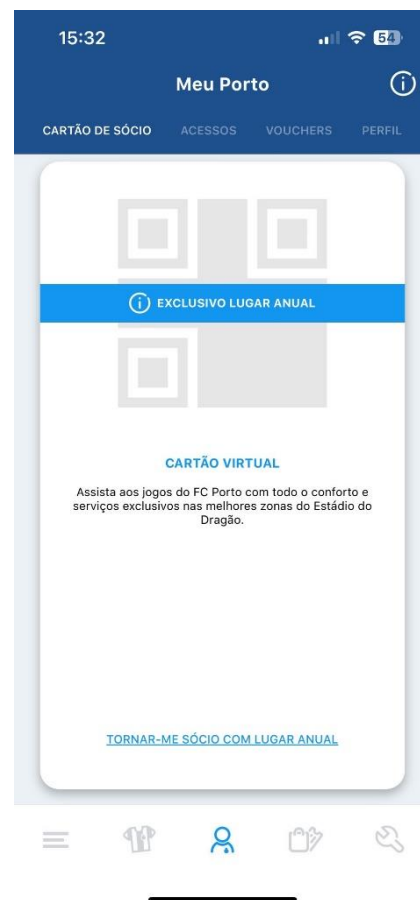 15:32
54
Meu Porto
CARTÃO DE SÓCIO ACESSOS VOUCHERS PERFIL
EXCLUSIVO LUGAR ANUAL
CARTÃO VIRTUAL
Assista aos jogos do FC Porto com todo o conforto e
serviços exclusivos nas melhores zonas do Estádio do
Dragão.
TORNAR-ME SÓCIO COM LUGAR ANUAL